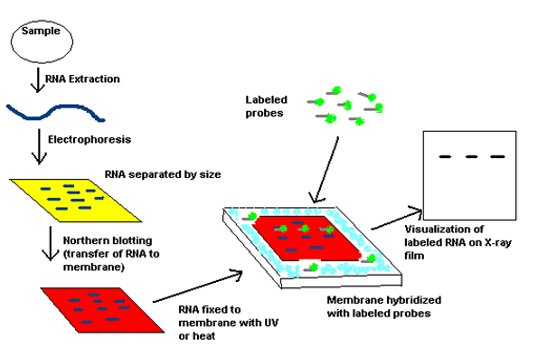 Sample
RNA Extraction
Electrophoresis
RNA separated by size
Northern blotting
(transfer of RNA to
membrane)
RNA fixed to
membrane with UV
or heat
Labeled
probes
Membrane hybridized
with labeled probes
Visualization of
labeled RNA on X-ray
film